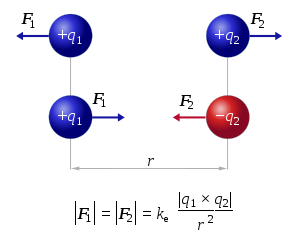 F₁ F₂
+q₁ +q₂
F₁ F₂
+q₁ −q₂
r
|F₁| = |F₂| = kₑ |q₁ × q₂| / r²